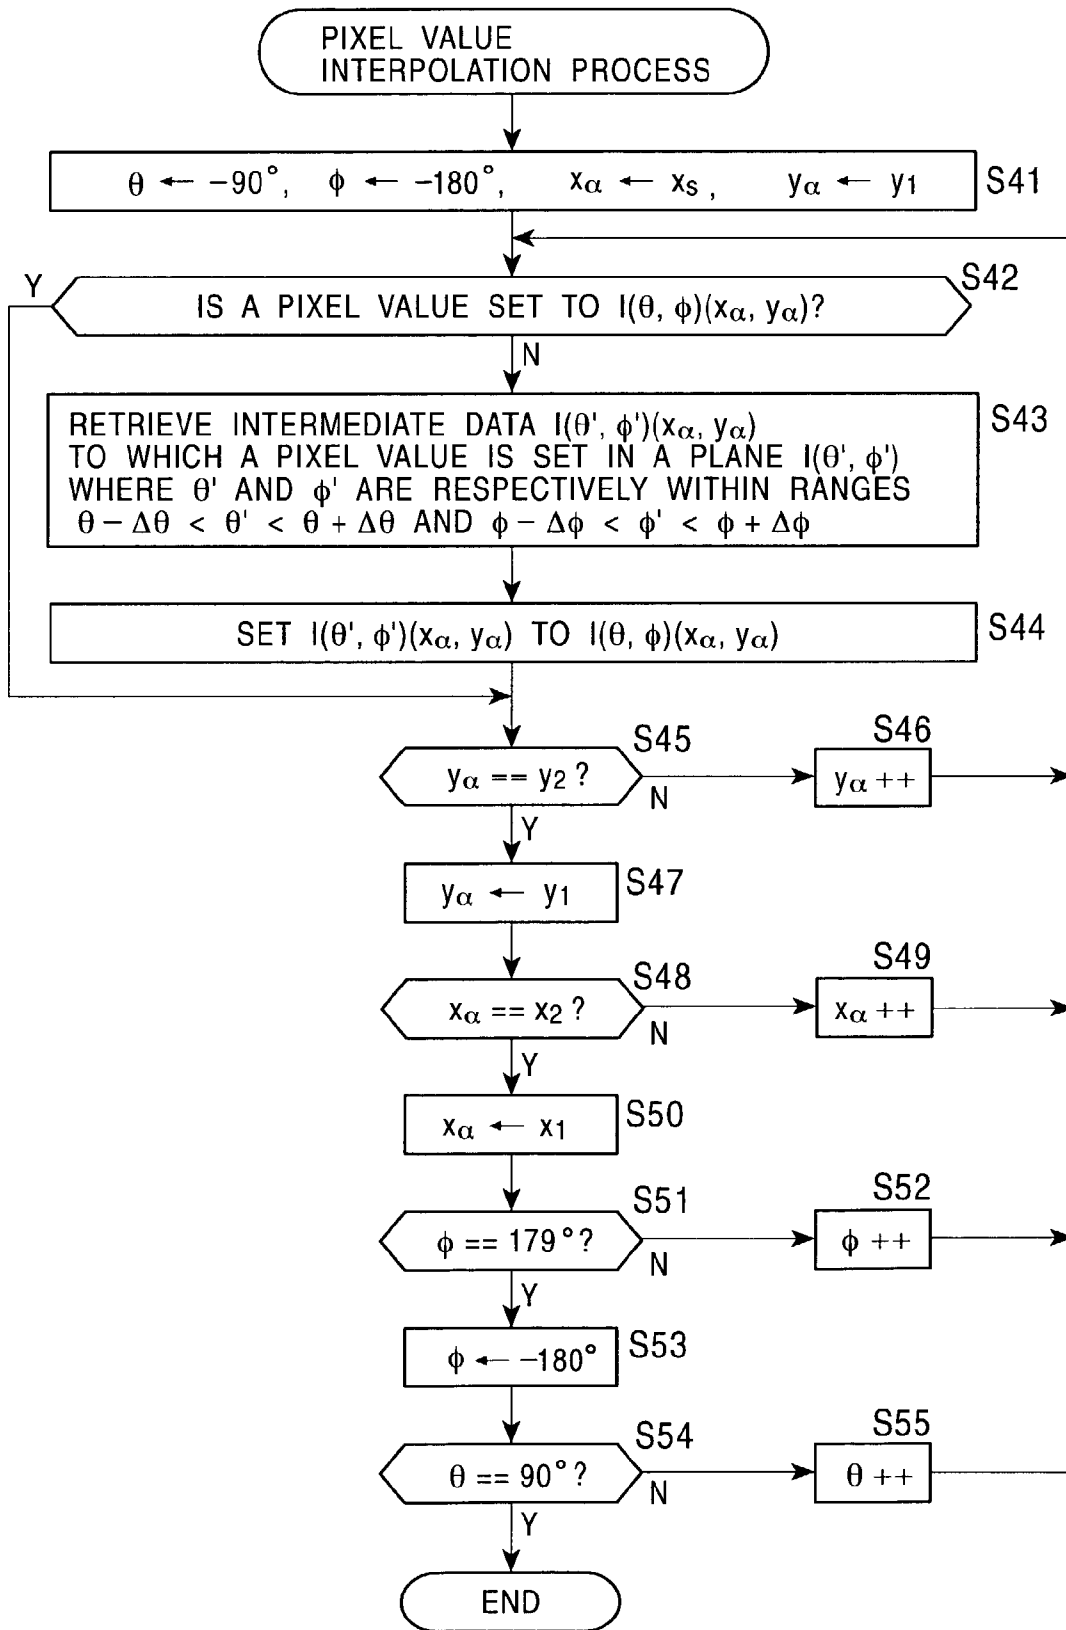 PIXEL VALUE
INTERPOLATION PROCESS
θ ← −90°, ϕ ← −180°, xα ← xs, yα ← y1
S41
S42
Y
IS A PIXEL VALUE SET TO I(θ, ϕ)(xα, yα)?
N
RETRIEVE INTERMEDIATE DATA I(θ', ϕ')(xα, yα)
TO WHICH A PIXEL VALUE IS SET IN A PLANE I(θ', ϕ')
WHERE θ' AND ϕ' ARE RESPECTIVELY WITHIN RANGES
θ − Δθ < θ' < θ + Δθ AND ϕ − Δϕ < ϕ' < ϕ + Δϕ
S43
SET I(θ', ϕ')(xα, yα) TO I(θ, ϕ)(xα, yα)
S44
S45
S46
yα == y2 ?
N
yα ++
Y
yα ← y1
S47
S48
S49
xα == x2 ?
N
xα ++
Y
xα ← x1
S50
S51
S52
ϕ == 179° ?
N
ϕ ++
Y
ϕ ← −180°
S53
S54
S55
θ == 90° ?
N
θ ++
Y
END